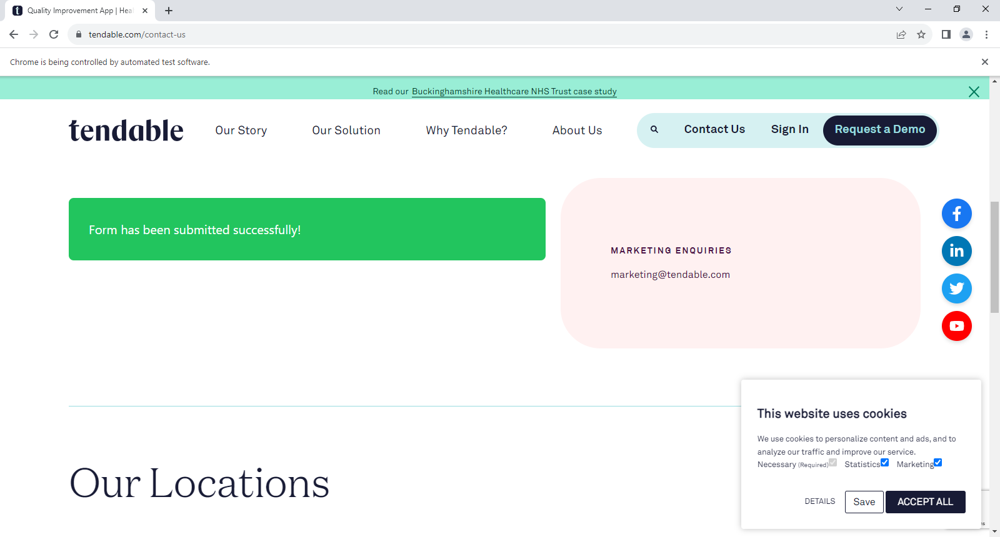 Quality Improvement App | Heal
tendable.com/contact-us
Chrome is being controlled by automated test software.
Read our Buckinghamshire Healthcare NHS Trust case study
tendable
Our Story
Our Solution
Why Tendable?
About Us
Contact Us
Sign In
Request a Demo
Form has been submitted successfully!
MARKETING ENQUIRIES
marketing@tendable.com
This website uses cookies
We use cookies to personalize content and ads, and to
analyze our traffic and improve our service.
Necessary (Required) Statistics Marketing
DETAILS
Save
ACCEPT ALL
Our Locations